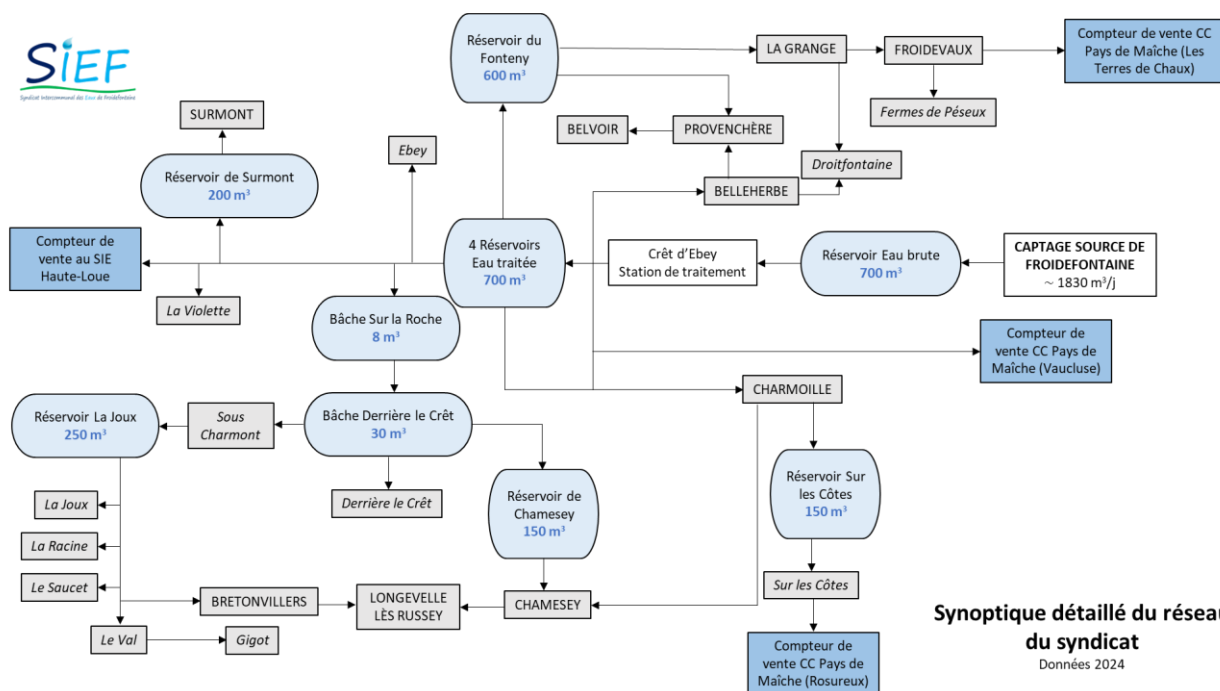 SiEF
Syndicat Intercommunal des Eaux de Froidefontaine
Réservoir du
Fonteny
600 m³
LA GRANGE
FROIDEVAUX
Compteur de vente CC
Pays de Maîche (Les
Terres de Chaux)
Fermes de Péseux
SURMONT
BELVOIR
PROVENCHÈRE
Ebey
Droitfontaine
Réservoir de Surmont
200 m³
BELLEHERBE
Compteur de
vente au SIE
Haute-Loue
4 Réservoirs
Eau traitée
700 m³
Crêt d’Ebey
Station de traitement
Réservoir Eau brute
700 m³
CAPTAGE SOURCE DE
FROIDEFONTAINE
~ 1830 m³/j
La Violette
Bâche Sur la Roche
8 m³
Compteur de
vente CC Pays de
Maîche (Vaucluse)
CHARMOILLE
Réservoir La Joux
250 m³
Sous
Charmont
Bâche Derrière le Crêt
30 m³
Derrière le Crêt
Réservoir de
Chamesey
150 m³
Réservoir Sur
les Côtes
150 m³
La Joux
La Racine
Le Saucet
BRETONVILLERS
LONGEVELLE
LÈS RUSSEY
CHAMESEY
Sur les Côtes
Le Val
Gigot
Compteur de
vente CC Pays de
Maîche (Rosureux)
Synoptique détaillé du réseau
du syndicat
Données 2024